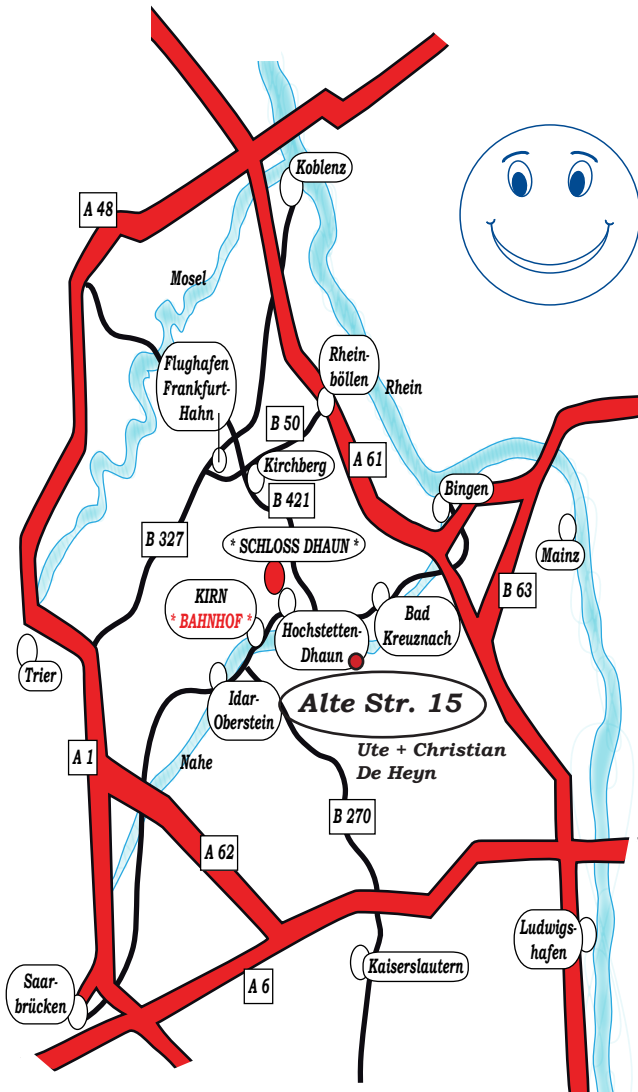 Koblenz
A 48
Mosel
Rhein-
böllen
Flughafen
Frankfurt-
Hahn
Rhein
B 50
A 61
Kirchberg
Bingen
B 421
B 327
* SCHLOSS DHAUN *
Mainz
B 63
KIRN
* BAHNHOF *
Hochstetten-
Dhaun
Bad
Kreuznach
Trier
Idar-
Oberstein
Alte Str. 15
Ute + Christian
De Heyn
A 1
Nahe
B 270
A 62
Ludwigs-
hafen
Kaiserslautern
A 6
Saar-
brücken